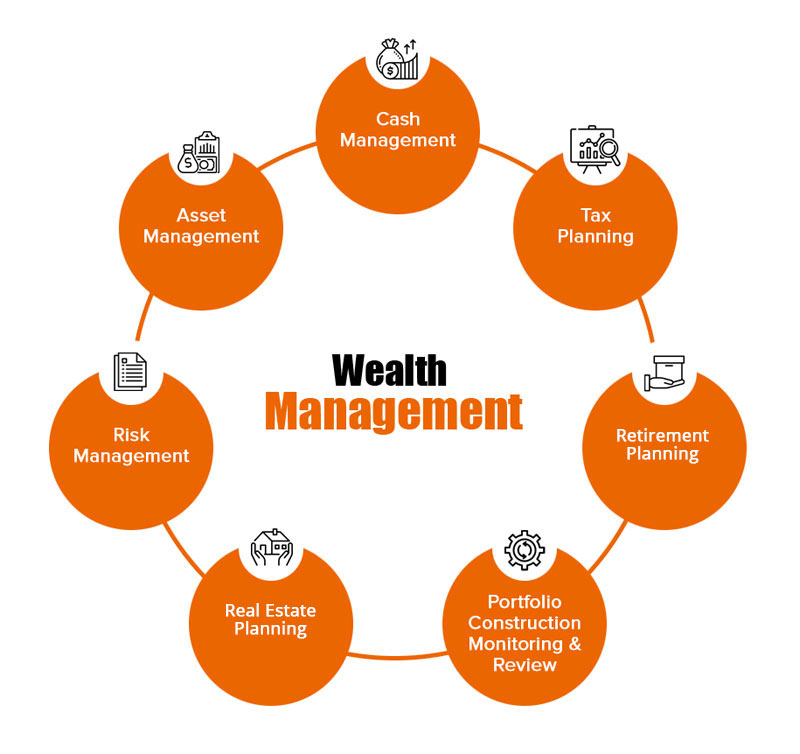 Cash
Management
Tax
Planning
Retirement
Planning
Portfolio
Construction
Monitoring &
Review
Real Estate
Planning
Risk
Management
Asset
Management
Wealth
Management